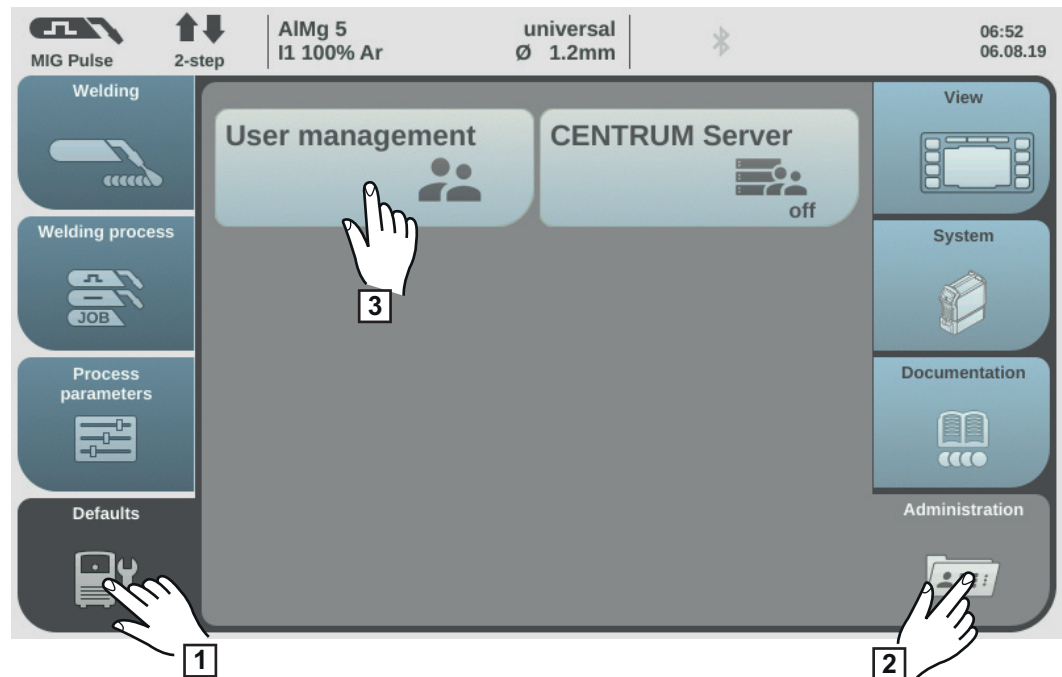 MIG Pulse
2-step
AlMg 5
I1 100% Ar
universal
Ø 1.2mm
06:52
06.08.19
Welding
Welding process
JOB
Process
parameters
Defaults
1
User management
3
CENTRUM Server
off
View
System
Documentation
Administration
2